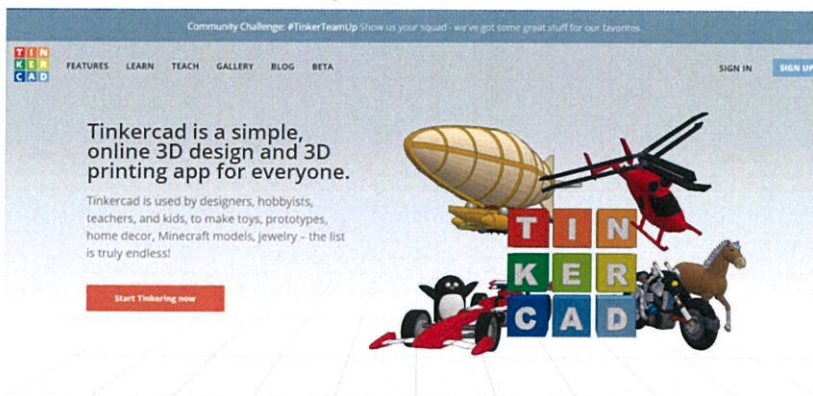 Community Challenge: #TinkerTeamUp Show us your squad - we've got some great stuff for our favorites.
TIN
KER
CAD
FEATURES LEARN TEACH GALLERY BLOG BETA
SIGN IN
SIGN UP
Tinkercad is a simple,
online 3D design and 3D
printing app for everyone.
Tinkercad is used by designers, hobbyists,
teachers, and kids, to make toys, prototypes,
home decor, Minecraft models, jewelry – the list
is truly endless!
Start Tinkering now
TIN
KER
CAD